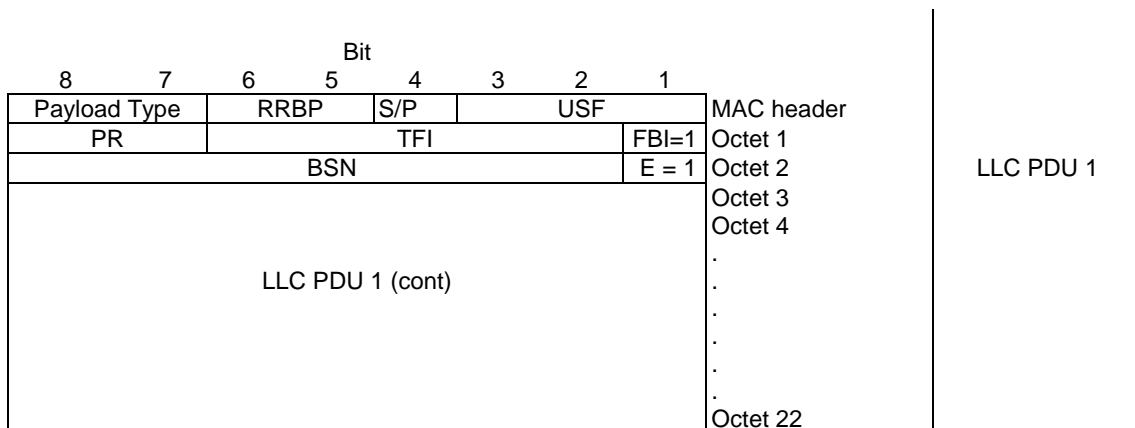 Bit
8 7 6 5 4 3 2 1
Payload Type RRBP S/P USF MAC header
PR TFI FBI=1 Octet 1
BSN E = 1 Octet 2 LLC PDU 1
Octet 3
Octet 4
.
LLC PDU 1 (cont) .
.
.
.
.
Octet 22